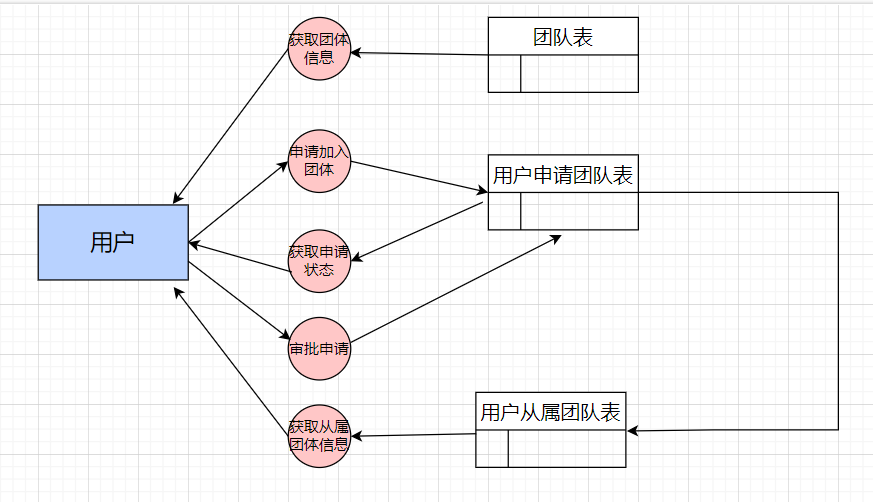 获取团体
信息
团队表
申请加入
团体
用户申请团队表
用户
获取申请
状态
审批申请
获取从属
团体信息
用户从属团队表